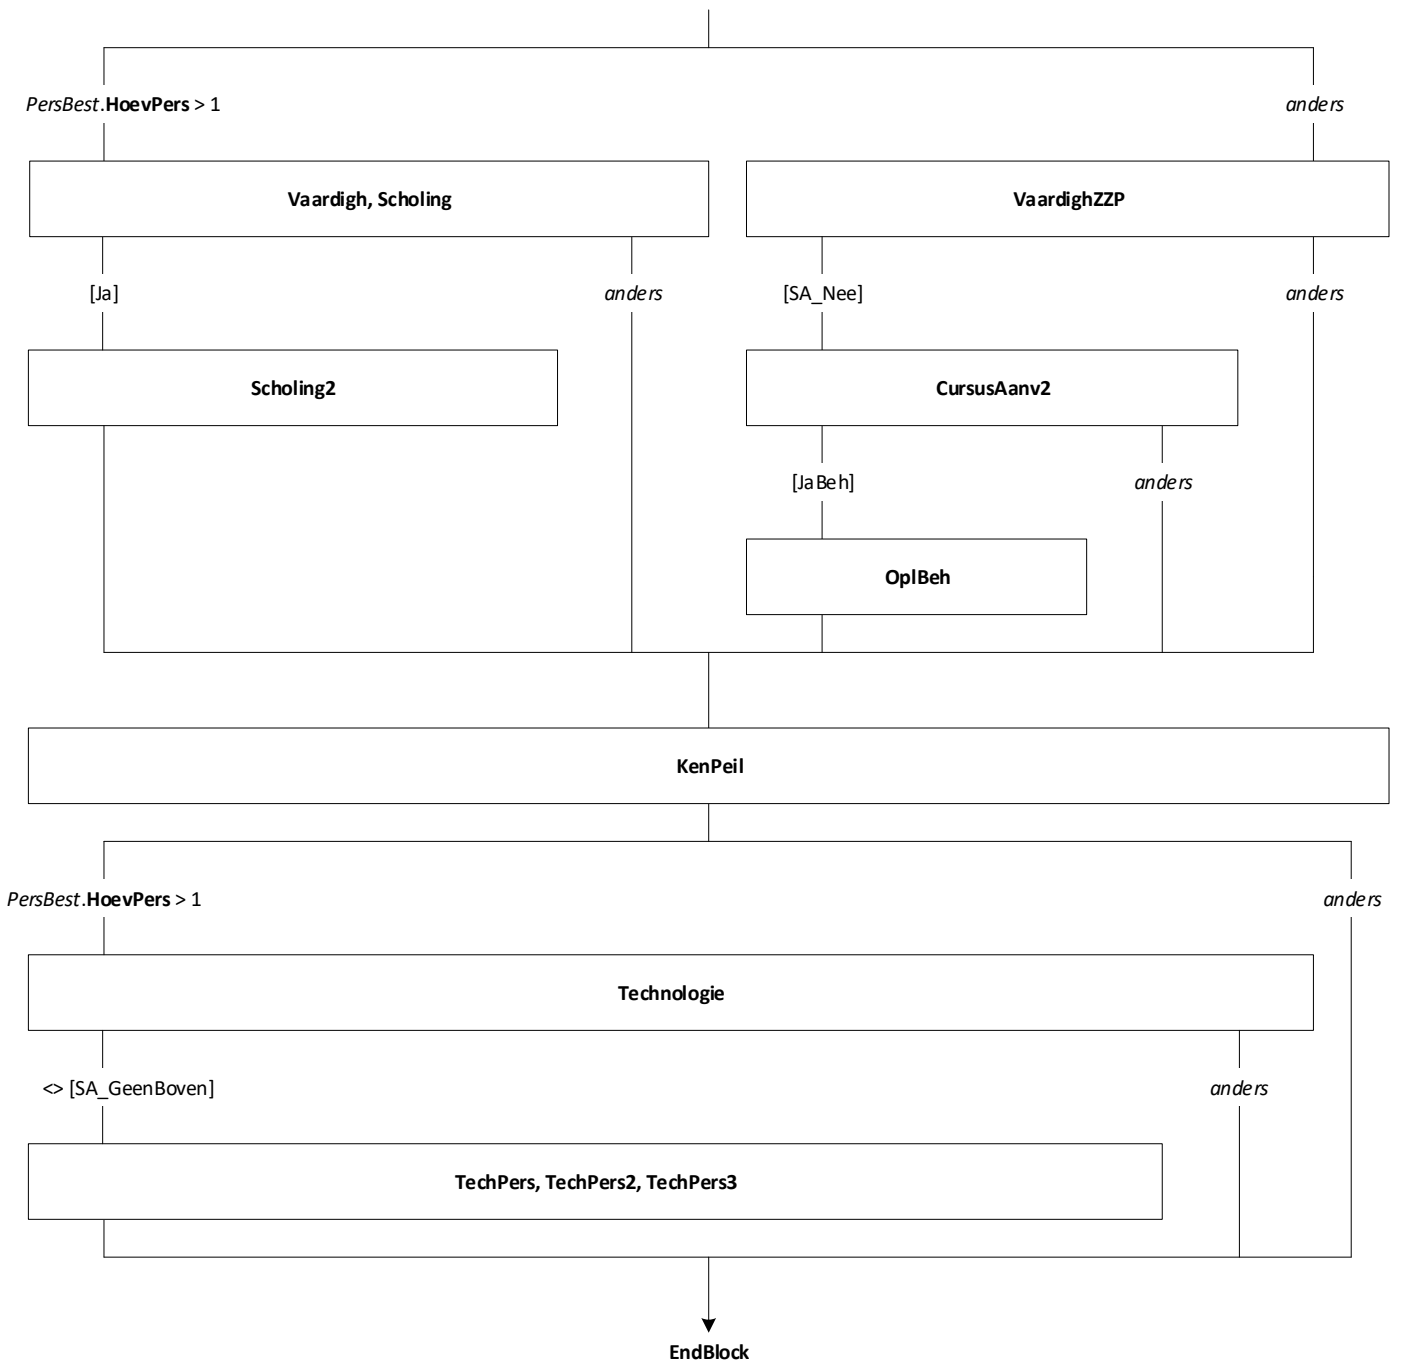 PersBest.HoevPers > 1
anders
Vaardigh, Scholing
VaardighZZP
[Ja]
anders
[SA_Nee]
anders
Scholing2
CursusAanv2
[JaBeh]
anders
OplBeh
KenPeil
PersBest.HoevPers > 1
anders
Technologie
<> [SA_GeenBoven]
anders
TechPers, TechPers2, TechPers3
EndBlock